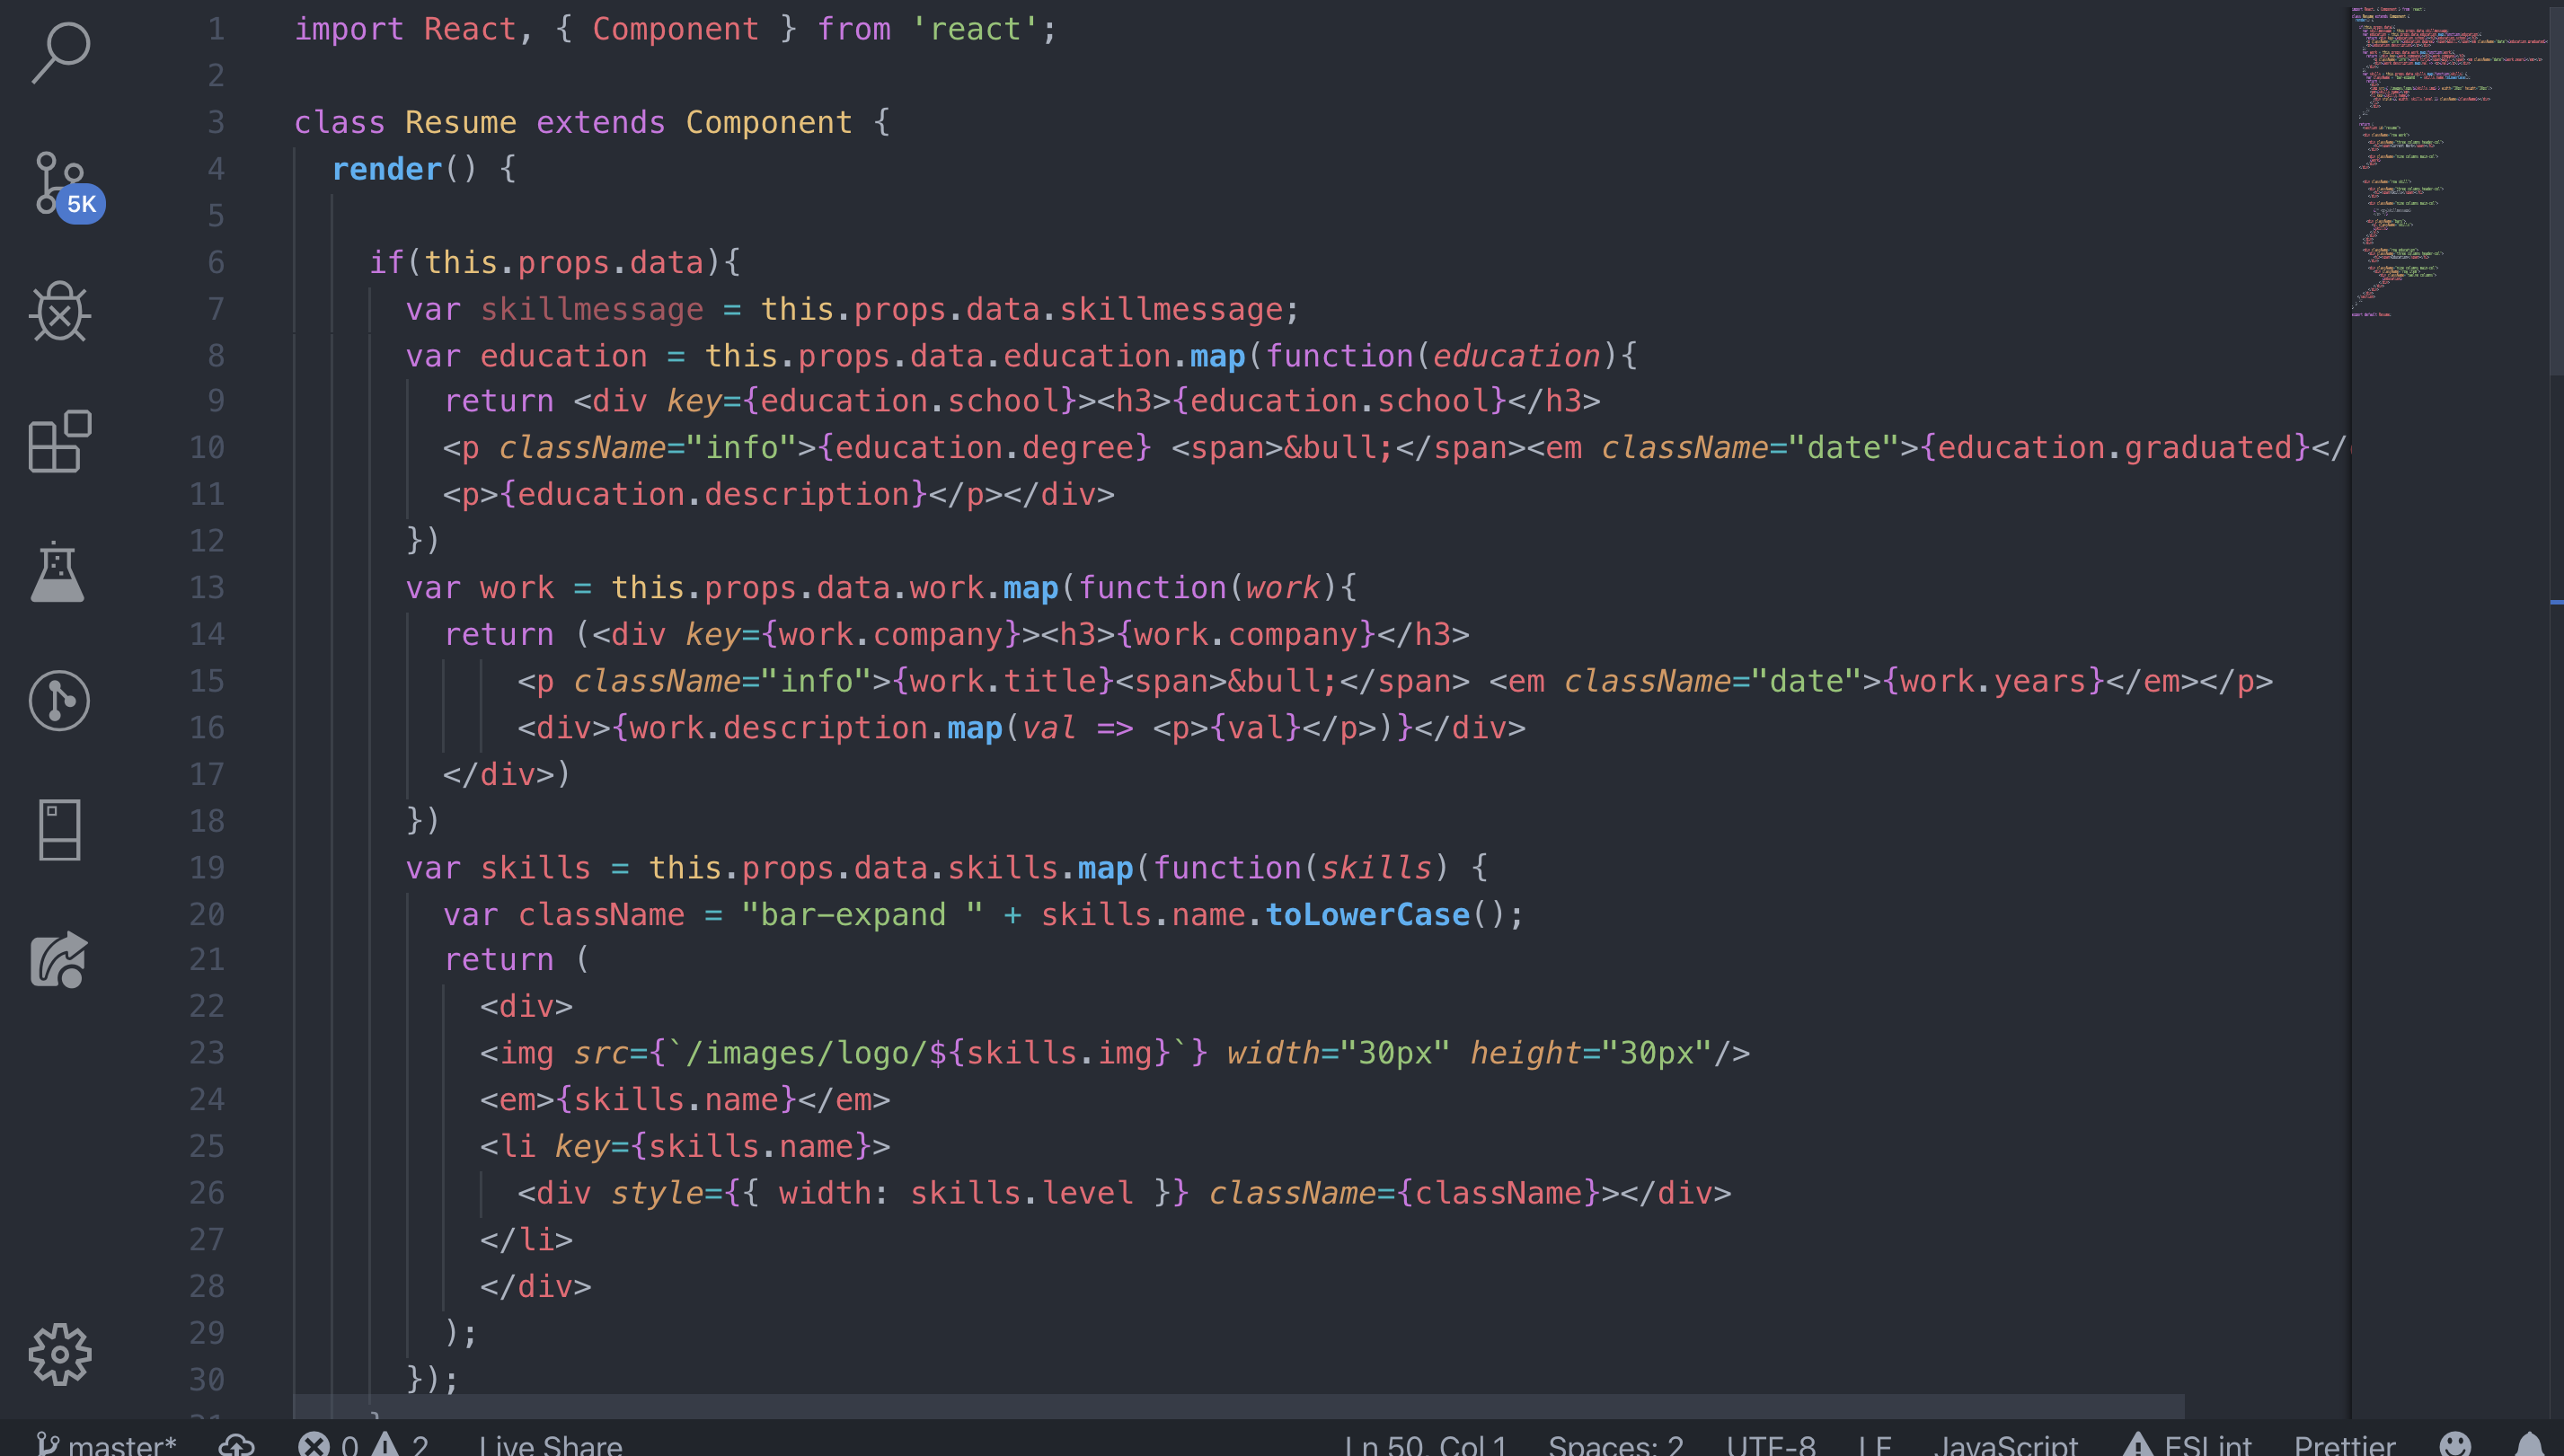 1 import React, { Component } from 'react';
2
3 class Resume extends Component {
4 render() {
5
6 if(this.props.data){
7 var skillmessage = this.props.data.skillmessage;
8 var education = this.props.data.education.map(function(education){
9 return <div key={education.school}><h3>{education.school}</h3>
10 <p className="info">{education.degree} <span>&bull;</span><em className="date">{education.graduated}</
11 <p>{education.description}</p></div>
12 })
13 var work = this.props.data.work.map(function(work){
14 return (<div key={work.company}><h3>{work.company}</h3>
15 <p className="info">{work.title}<span>&bull;</span> <em className="date">{work.years}</em></p>
16 <div>{work.description.map(val => <p>{val}</p>)}</div>
17 </div>)
18 })
19 var skills = this.props.data.skills.map(function(skills) {
20 var className = "bar-expand " + skills.name.toLowerCase();
21 return (
22 <div>
23 <img src={`/images/logo/${skills.img}`} width="30px" height="30px"/>
24 <em>{skills.name}</em>
25 <li key={skills.name}>
26 <div style={{ width: skills.level }} className={className}></div>
27 </li>
28 </div>
29 );
30 });
5K
master* 0 2 Live Share Ln 50, Col 1 Spaces: 2 UTF-8 LF JavaScript ESLint Prettier